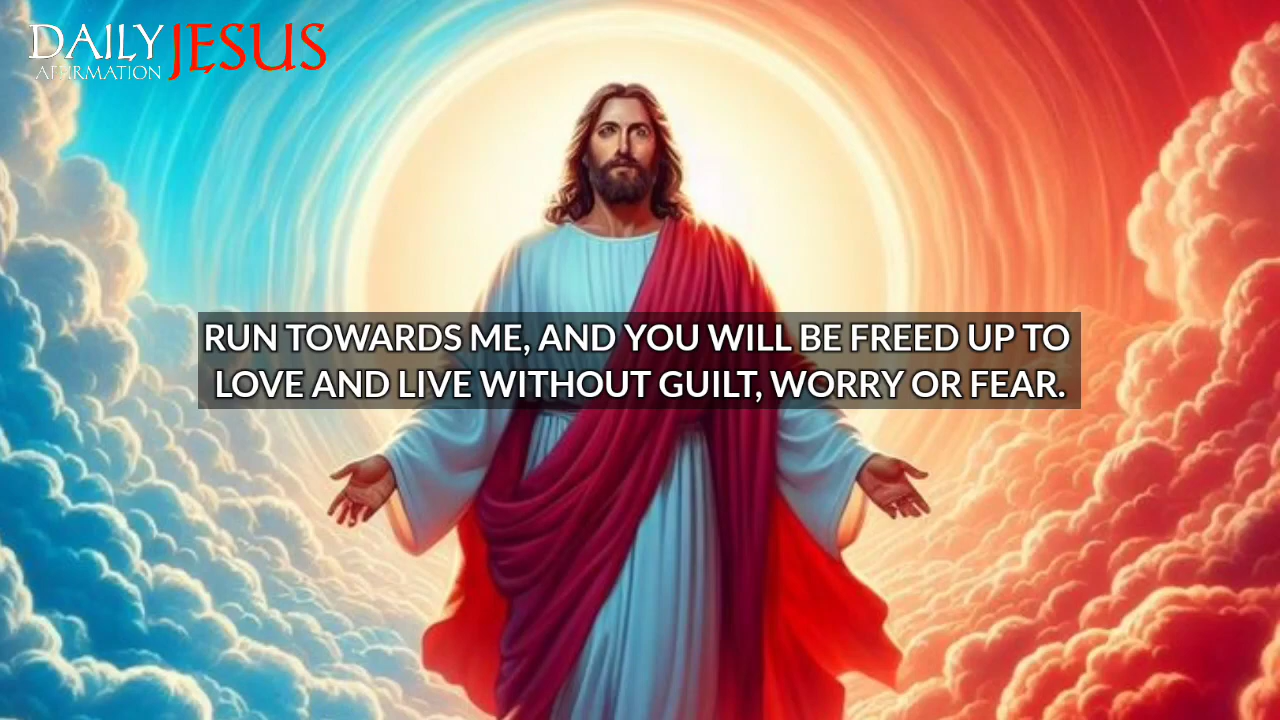 DAILY JESUS
AFFIRMATION
RUN TOWARDS ME, AND YOU WILL BE FREED UP TO
LOVE AND LIVE WITHOUT GUILT, WORRY OR FEAR.